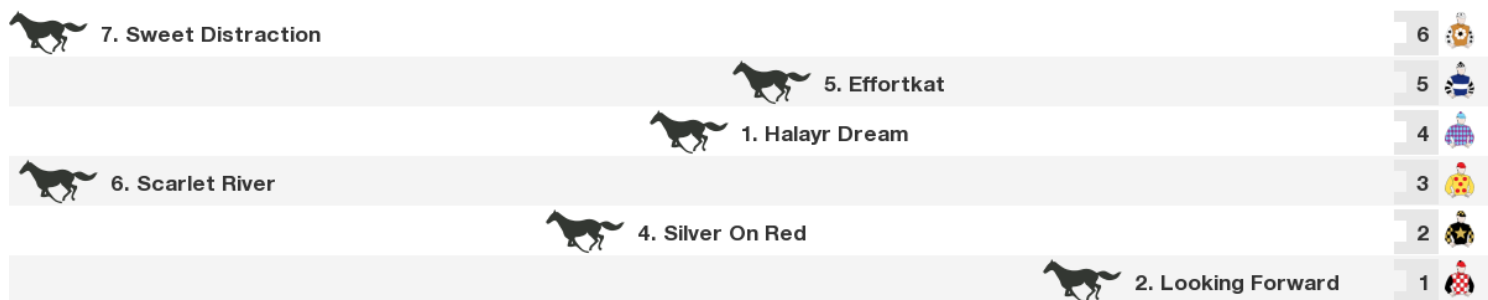 7. Sweet Distraction 6
5. Effortkat 5
1. Halayr Dream 4
6. Scarlet River 3
4. Silver On Red 2
2. Looking Forward 1